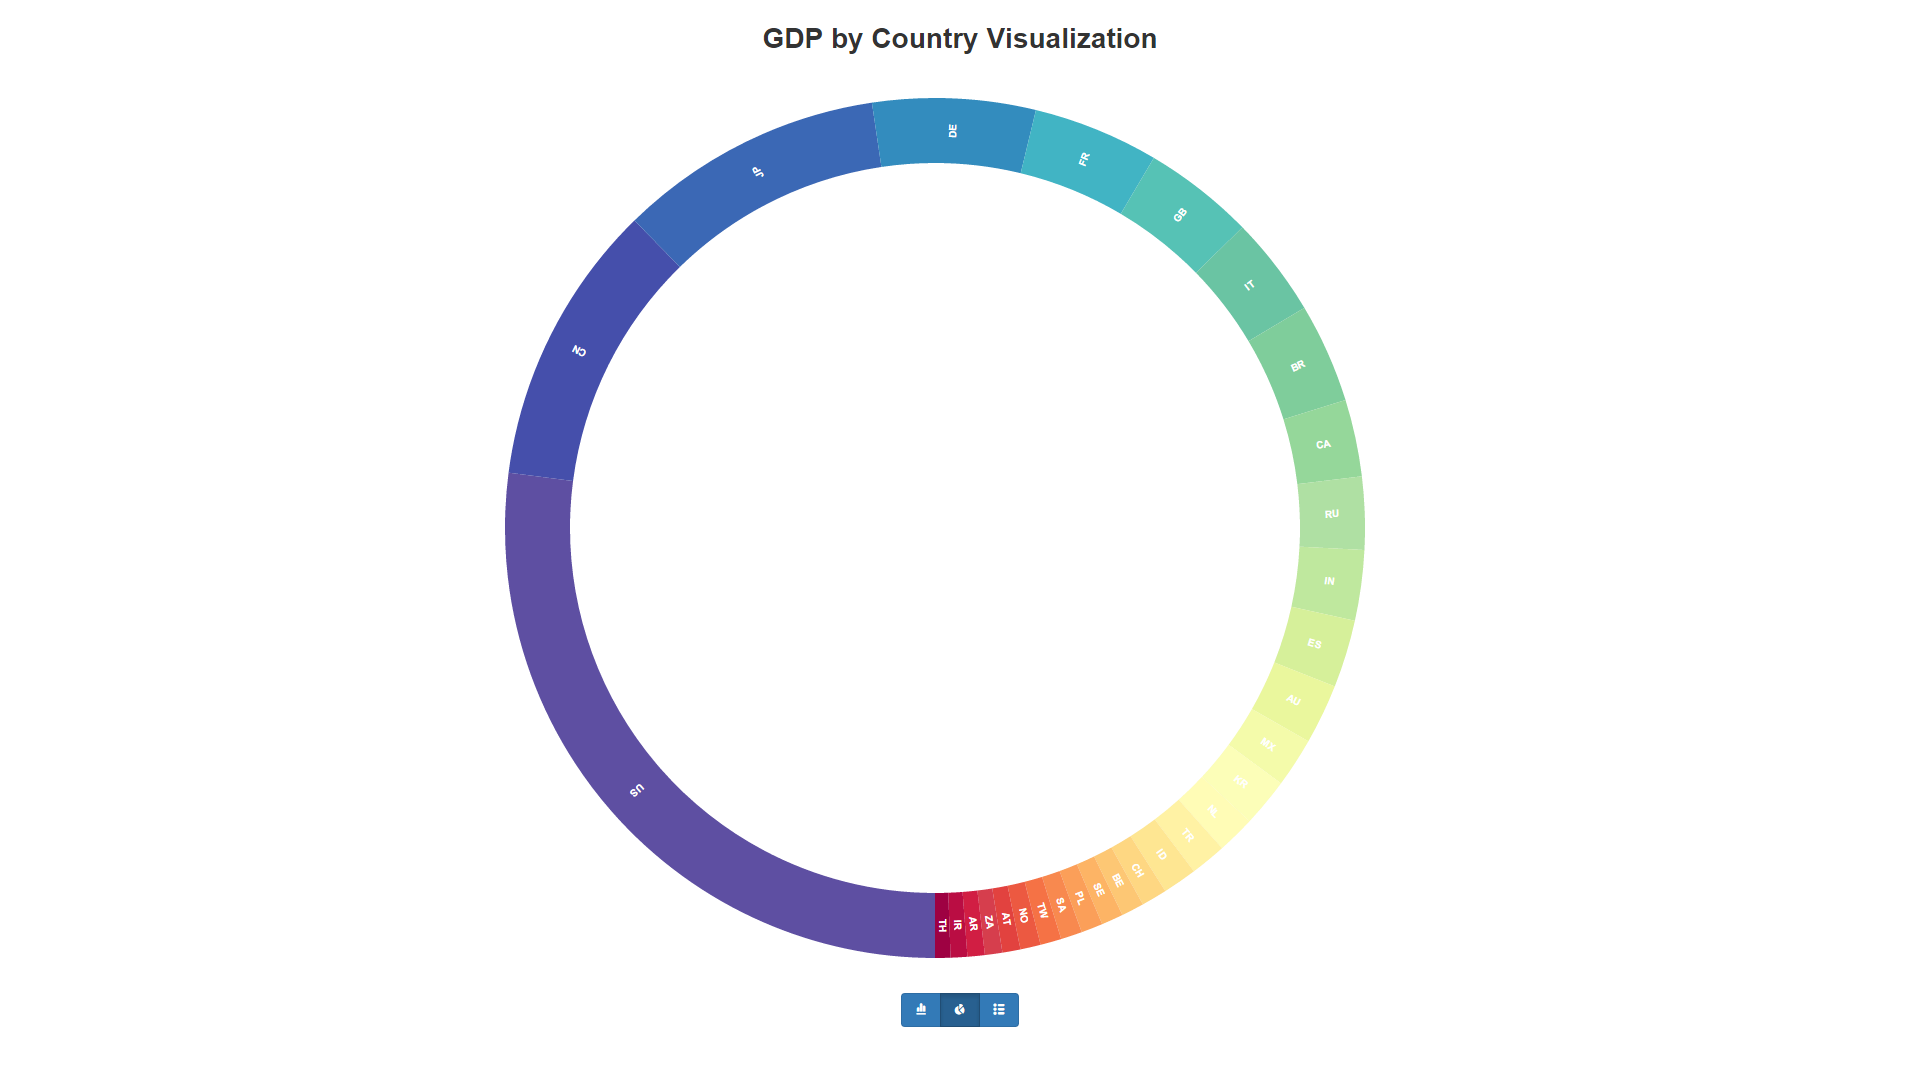 GDP by Country Visualization
DE
FR
GB
IT
BR
CA
RU
IN
ES
AU
MX
KR
NL
TR
ID
CH
BE
SE
PL
SA
TW
NO
AT
ZA
AR
IR
TH
US
CN
JP